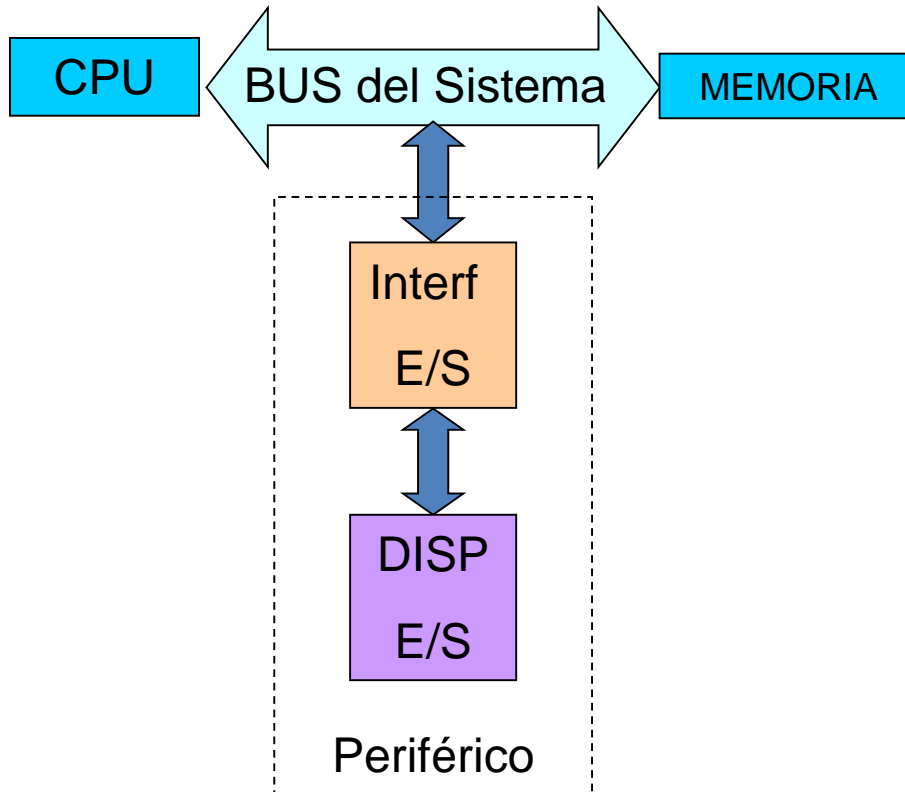 CPU
BUS del Sistema
MEMORIA
Interf
E/S
DISP
E/S
Periférico